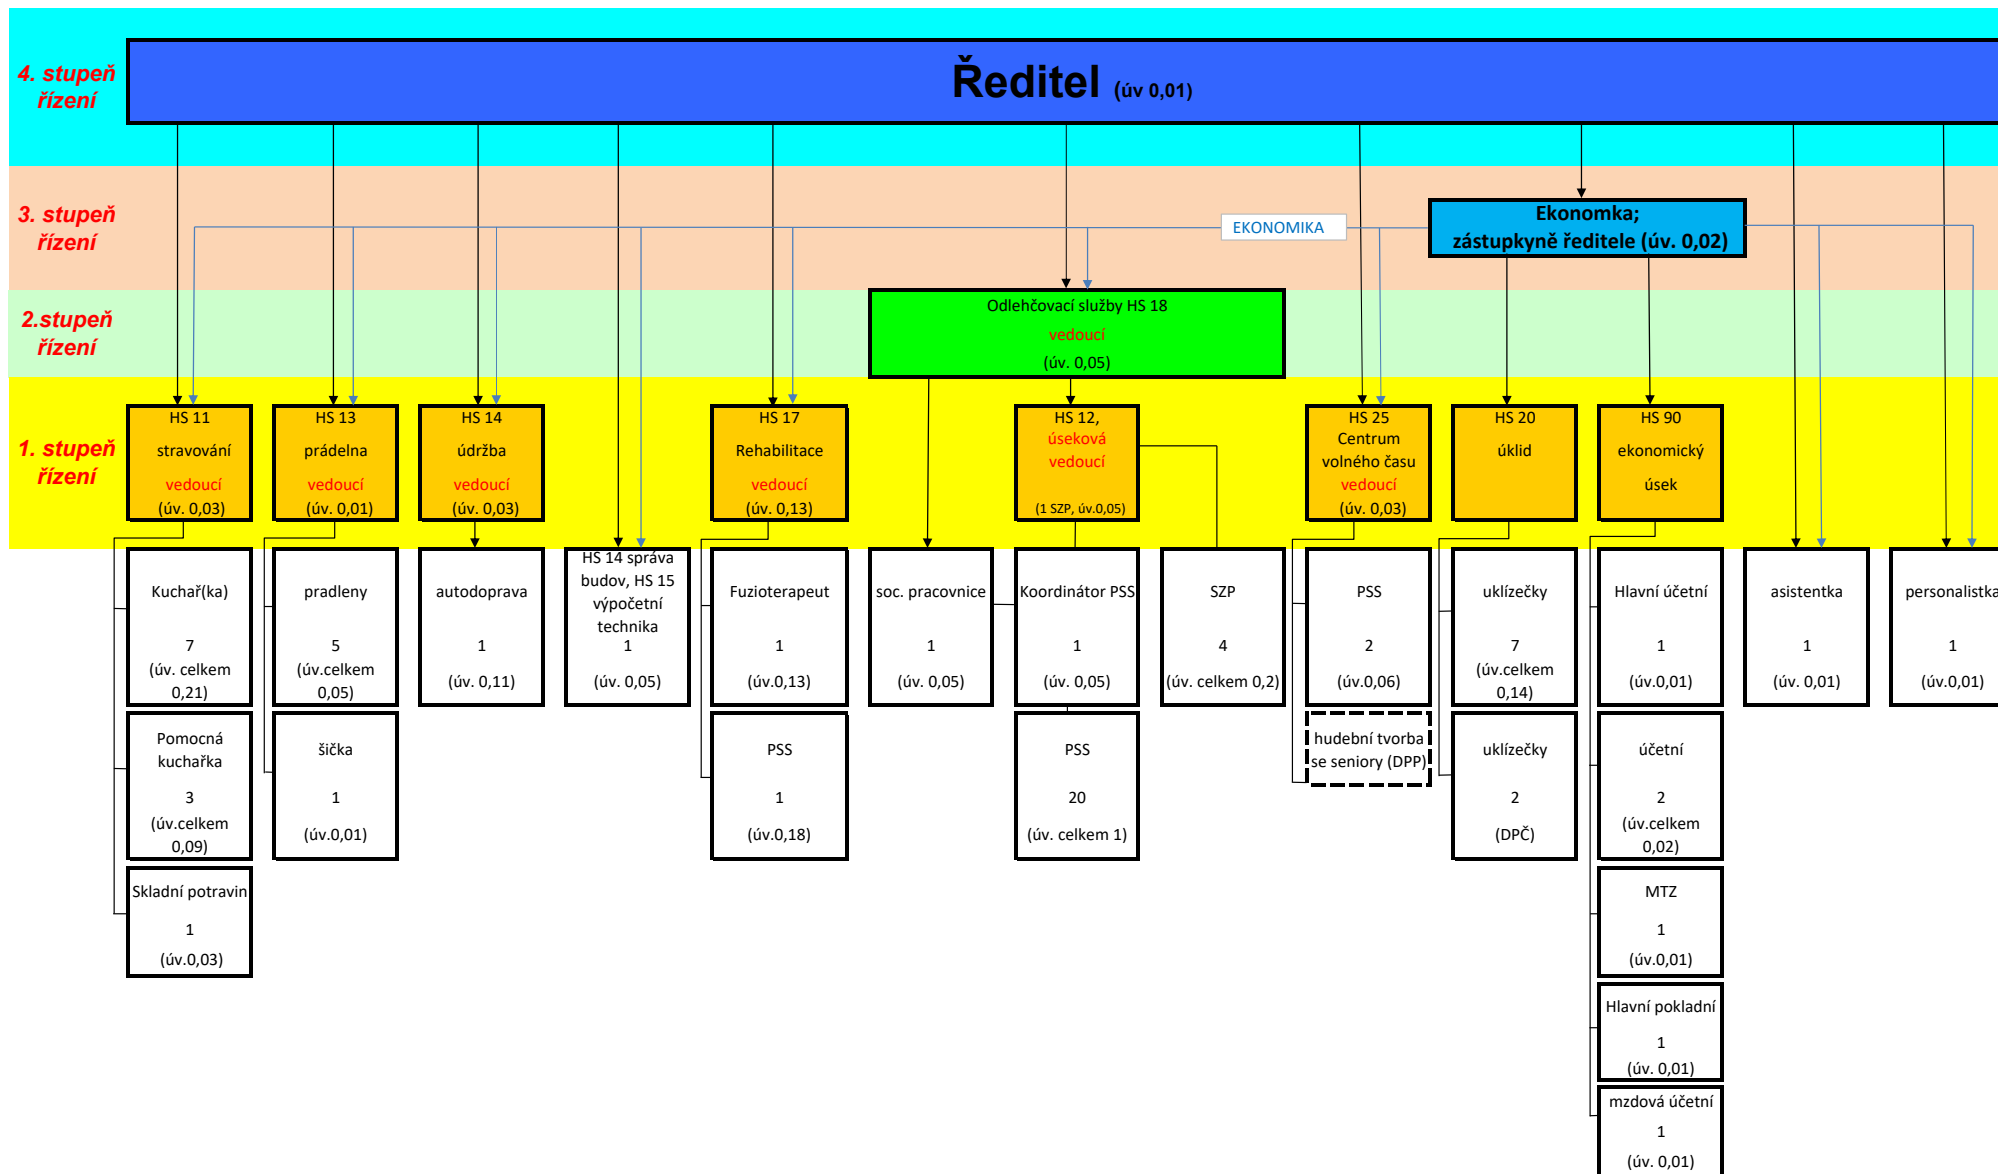 4. stupeň
řízení
Ředitel (úv 0,01)
3. stupeň
řízení
EKONOMIKA
Ekonomka;
zástupkyně ředitele (úv. 0,02)
2.stupeň
řízení
Odlehčovací služby HS 18
vedoucí
(úv. 0,05)
1. stupeň
řízení
HS 11
stravování
vedoucí
(úv. 0,03)
HS 13
prádelna
vedoucí
(úv. 0,01)
HS 14
údržba
vedoucí
(úv. 0,03)
HS 17
Rehabilitace
vedoucí
(úv. 0,13)
HS 12,
úseková
vedoucí
(1 SZP, úv.0,05)
HS 25
Centrum
volného času
vedoucí
(úv. 0,03)
HS 20
úklid
HS 90
ekonomický
úsek
Kuchař(ka)
7
(úv. celkem
0,21)
pradleny
5
(úv.celkem
0,05)
autodoprava
1
(úv. 0,11)
HS 14 správa
budov, HS 15
výpočetní
technika
1
(úv. 0,05)
Fuzioterapeut
1
(úv.0,13)
soc. pracovnice
1
(úv. 0,05)
Koordinátor PSS
1
(úv. 0,05)
SZP
4
(úv. celkem 0,2)
PSS
2
(úv.0,06)
uklízečky
7
(úv.celkem
0,14)
Hlavní účetní
1
(úv.0,01)
asistentka
1
(úv. 0,01)
personalistka
1
(úv.0,01)
Pomocná
kuchařka
3
(úv.celkem
0,09)
šička
1
(úv.0,01)
PSS
1
(úv.0,18)
PSS
20
(úv. celkem 1)
hudební tvorba
se seniory (DPP)
uklízečky
2
(DPČ)
účetní
2
(úv.celkem
0,02)
Skladní potravin
1
(úv.0,03)
MTZ
1
(úv.0,01)
Hlavní pokladní
1
(úv. 0,01)
mzdová účetní
1
(úv. 0,01)